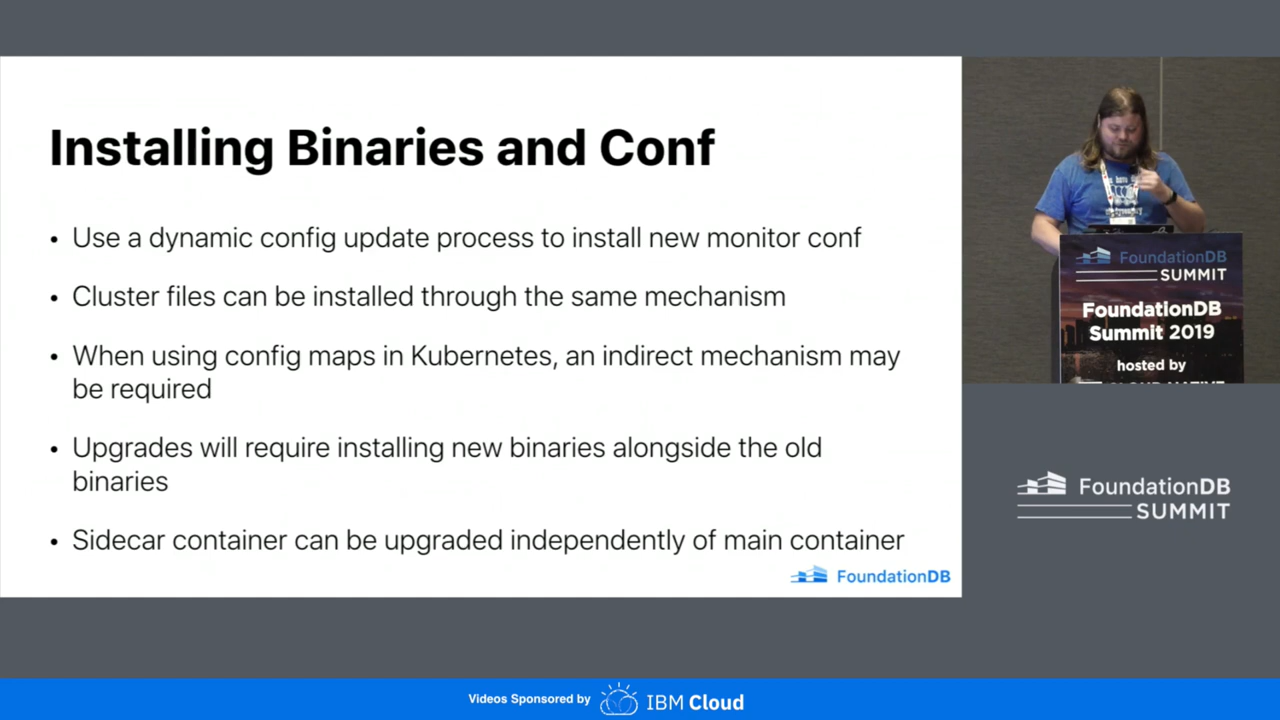 Installing Binaries and Conf
• Use a dynamic config update process to install new monitor conf
• Cluster files can be installed through the same mechanism
• When using config maps in Kubernetes, an indirect mechanism may
be required
• Upgrades will require installing new binaries alongside the old
binaries
• Sidecar container can be upgraded independently of main container
FoundationDB
FoundationDB
SUMMIT
FoundationDB
Summit 2019
hosted by
FoundationDB
SUMMIT
Videos Sponsored by
IBM Cloud